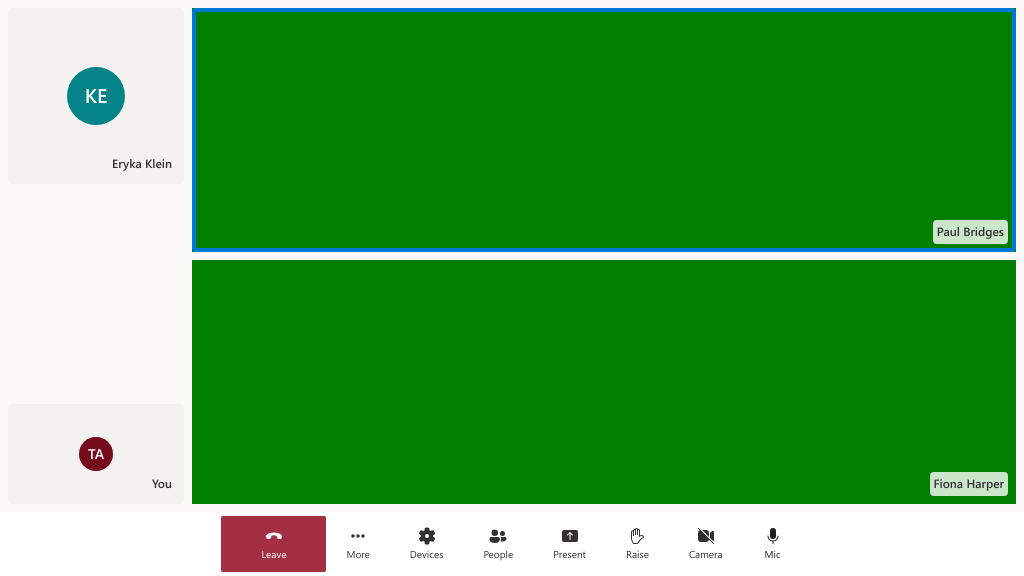 KE
Eryka Klein
Paul Bridges
TA
You
Fiona Harper
Leave
More
Devices
People
Present
Raise
Camera
Mic